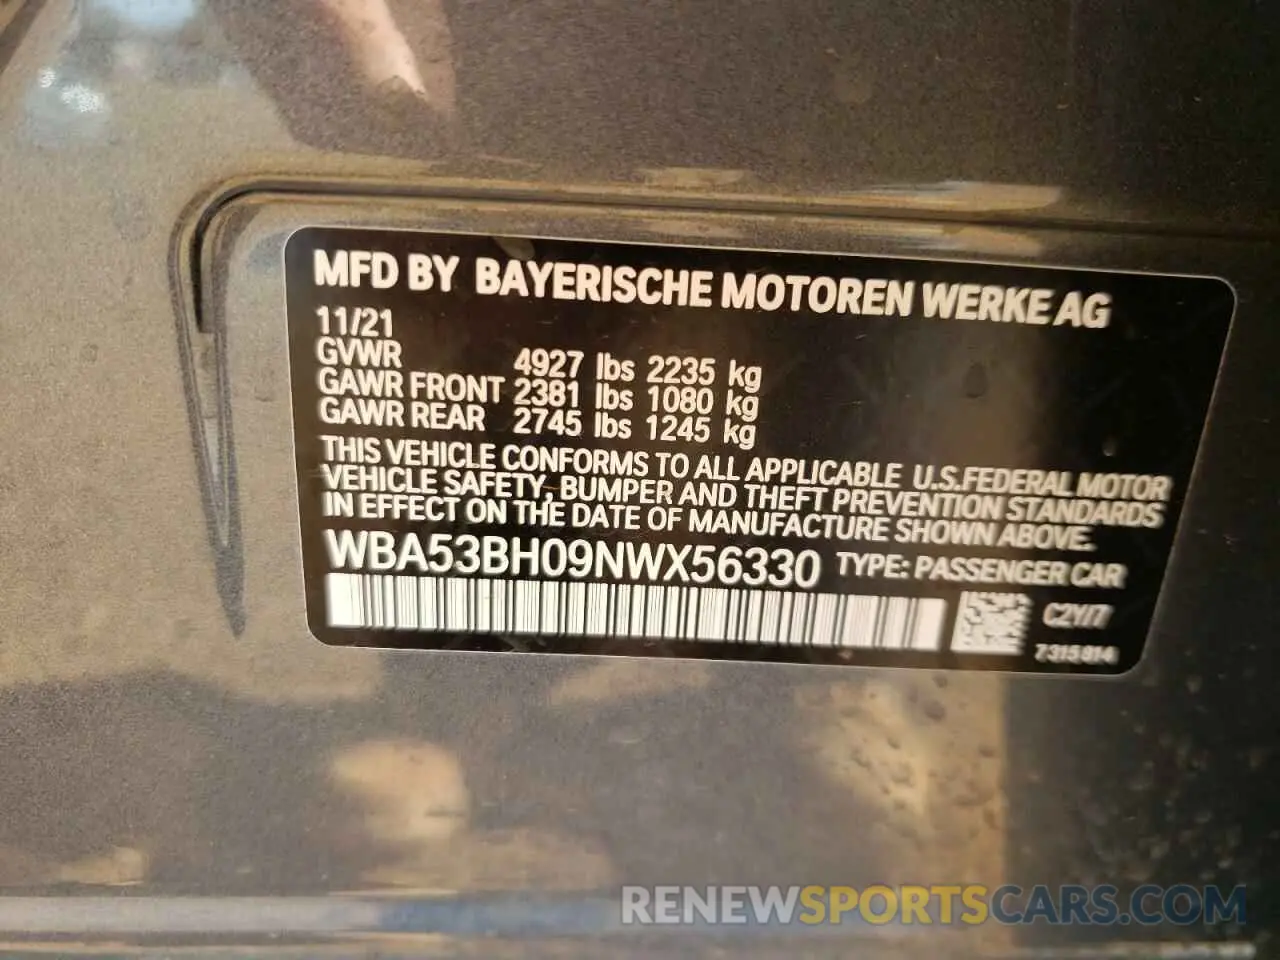 MFD BY BAYERISCHE MOTOREN WERKE AG
11/21
GVWR 4927 lbs 2235 kg
GAWR FRONT 2381 lbs 1080 kg
GAWR REAR 2745 lbs 1245 kg
THIS VEHICLE CONFORMS TO ALL APPLICABLE U.S.FEDERAL MOTOR
VEHICLE SAFETY, BUMPER AND THEFT PREVENTION STANDARDS
IN EFFECT ON THE DATE OF MANUFACTURE SHOWN ABOVE.
WBA53BH09NWX56330 TYPE: PASSENGER CAR
C2Y/7
7315814
RENEWSPORTSCARS.COM